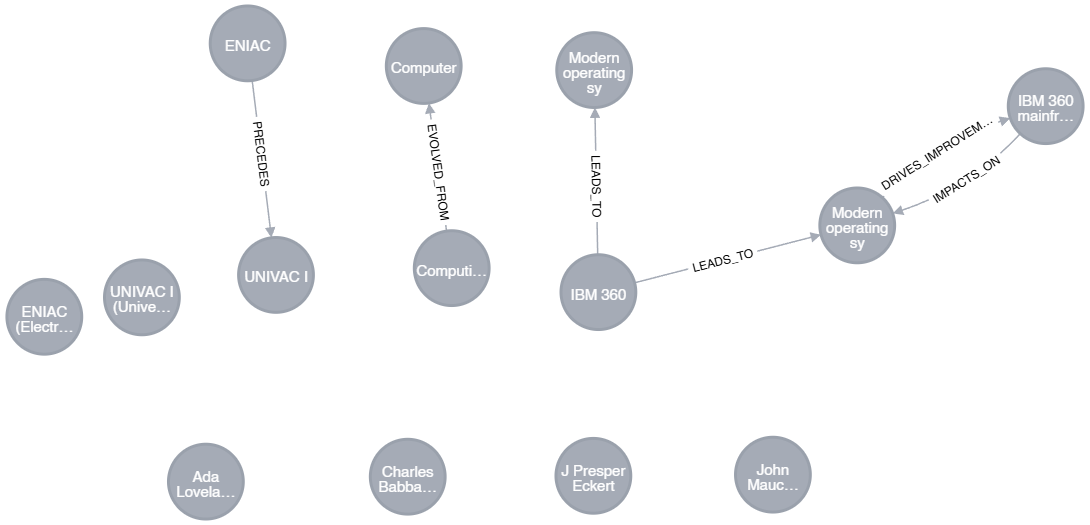 ENIAC
Computer
Modern
operating
sy
IBM 360
mainfr…
PRECEDES
EVOLVED_FROM
LEADS_TO
DRIVES_IMPROVEM…
IMPACTS_ON
Modern
operating
sy
LEADS_TO
UNIVAC I
Computi…
IBM 360
ENIAC
(Electr…
UNIVAC I
(Unive…
Ada
Lovela…
Charles
Babba…
J Presper
Eckert
John
Mauc…